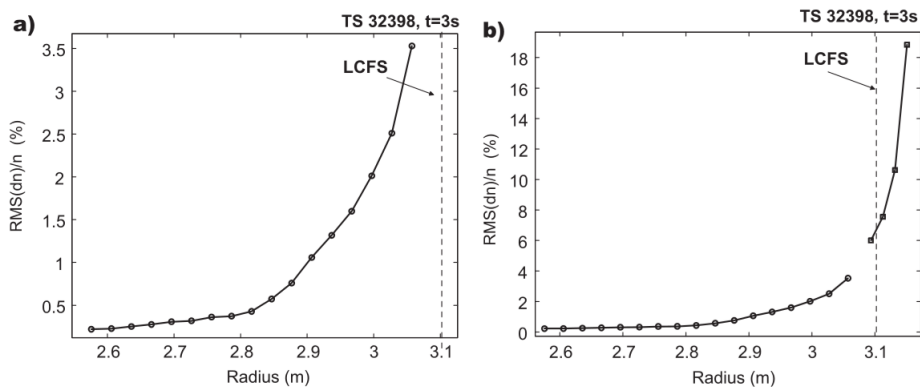 a)
TS 32398, t=3s
LCFS
RMS(dn)/n (%)
3.5
3
2.5
2
1.5
1
0.5
2.6
2.7
2.8
2.9
3
3.1
Radius (m)
b)
TS 32398, t=3s
LCFS
RMS(dn)/n (%)
18
16
14
12
10
8
6
4
2
0
2.6
2.7
2.8
2.9
3
3.1
Radius (m)